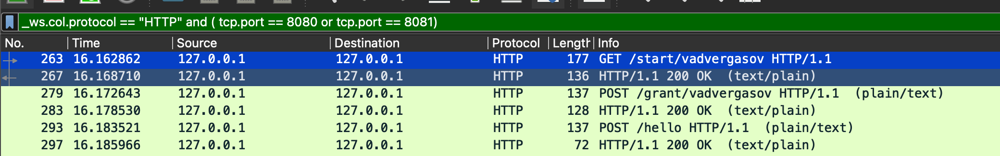 _ws.col.protocol == "HTTP" and ( tcp.port == 8080 or tcp.port == 8081)
No. Time Source Destination Protocol Length Info
263 16.162862 127.0.0.1 127.0.0.1 HTTP 177 GET /start/vadvergasov HTTP/1.1
267 16.168710 127.0.0.1 127.0.0.1 HTTP 136 HTTP/1.1 200 OK (text/plain)
279 16.172643 127.0.0.1 127.0.0.1 HTTP 137 POST /grant/vadvergasov HTTP/1.1 (plain/text)
283 16.178530 127.0.0.1 127.0.0.1 HTTP 128 HTTP/1.1 200 OK (text/plain)
293 16.183521 127.0.0.1 127.0.0.1 HTTP 137 POST /hello HTTP/1.1 (plain/text)
297 16.185966 127.0.0.1 127.0.0.1 HTTP 72 HTTP/1.1 200 OK (text/plain)